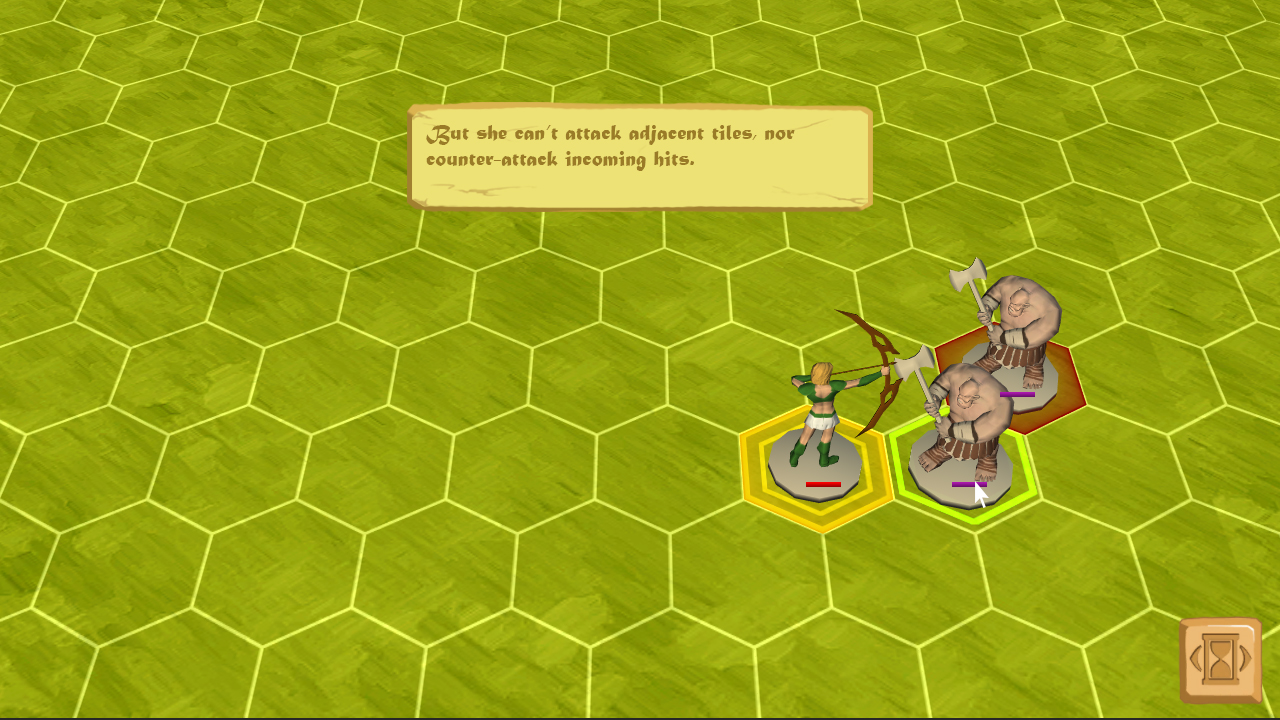 But she can't attack adjacent tiles, nor
counter-attack incoming hits.